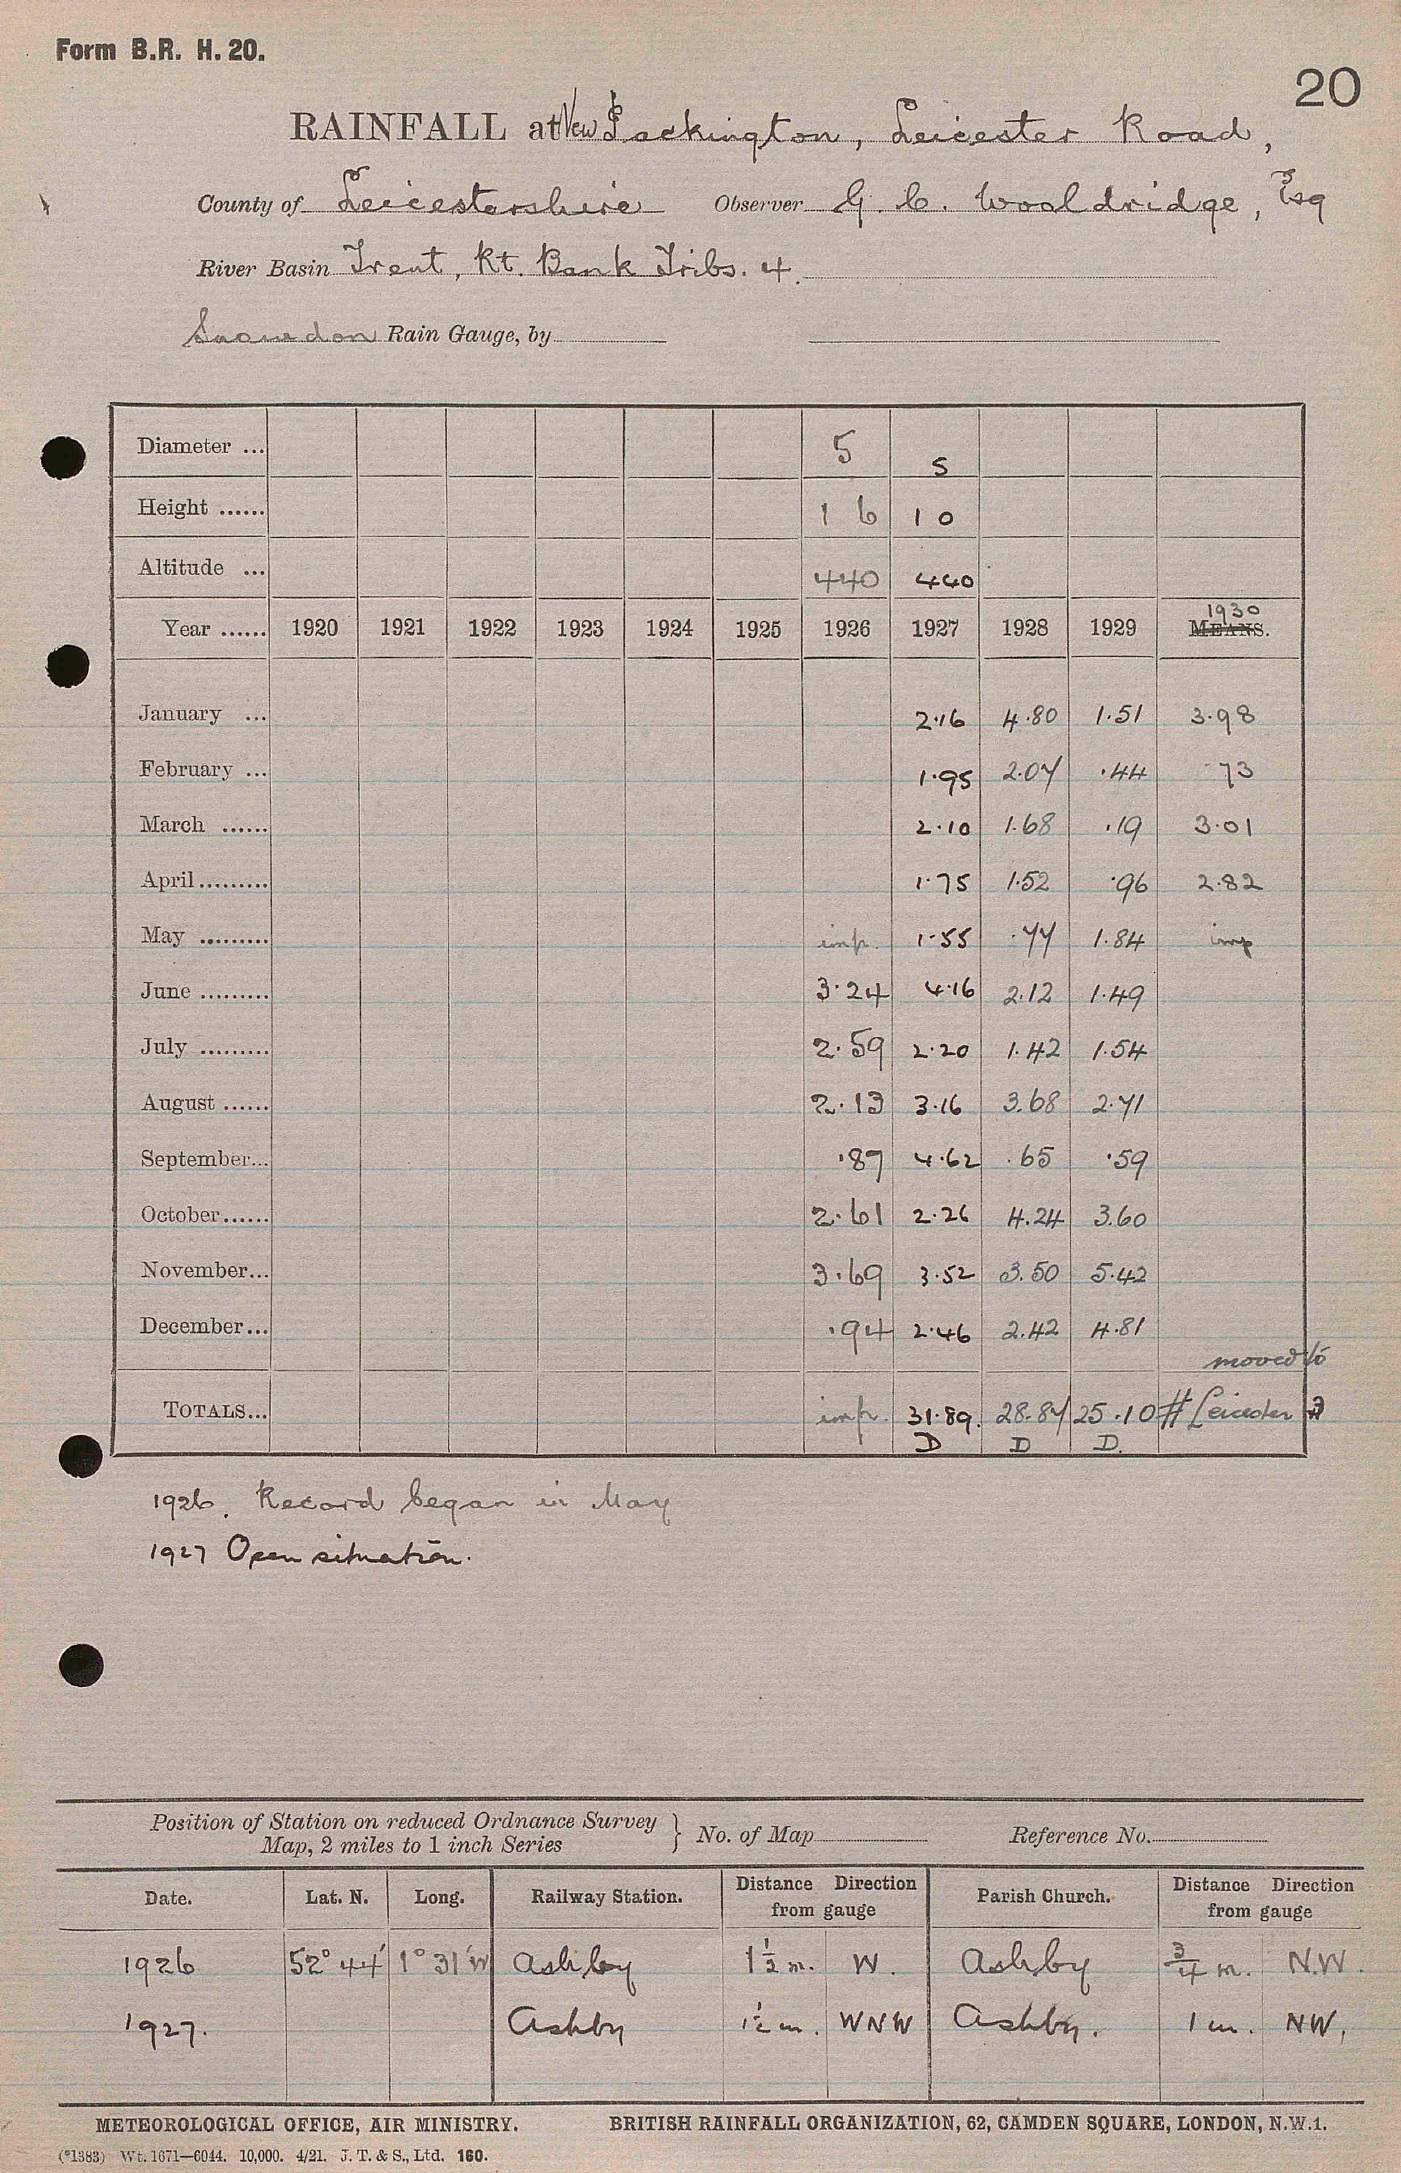 Form B.R. H. 20.
20
RAINFALL at New Packington, Leicester Road,
County of Leicestershire Observer G. C. Wooldridge, Esq
River Basin Trent, Rt. Bank Tribs. 4.
Snowdon Rain Gauge, by
Diameter ... 5 5
Height ...... 1 6 1 0
Altitude ... 440 440
Year ...... 1920 1921 1922 1923 1924 1925 1926 1927 1928 1929 1930 MEANS.
January ... 2.16 4.80 1.51 3.98
February ... 1.95 2.07 .44 .73
March ...... 2.10 1.68 .19 3.01
April ......... 1.75 1.52 .96 2.82
May ......... imp. 1.55 .77 1.84 imp
June ......... 3.24 4.16 2.12 1.49
July ......... 2.59 2.20 1.42 1.54
August ...... 2.13 3.16 3.68 2.71
September... .87 4.62 .65 .59
October...... 2.61 2.26 4.24 3.60
November... 3.69 3.52 3.50 5.42
December... .94 2.46 2.42 4.81
moved to
TOTALS... imp. 31.89. 28.87 25.10 # Leicester
D D D.
1926. Record began in May
1927 Open situation.
Position of Station on reduced Ordnance Survey
Map, 2 miles to 1 inch Series } No. of Map Reference No.
Date. Lat. N. Long. Railway Station. Distance Direction from gauge Parish Church. Distance Direction from gauge
1926 52° 44' 1° 31' W Ashby 1 1/2 m. W. Ashby 3/4 m. N.W.
1927. Ashby 1 1/2 m. WNW Ashby. 1 m. NW.
METEOROLOGICAL OFFICE, AIR MINISTRY. BRITISH RAINFALL ORGANIZATION, 62, CAMDEN SQUARE, LONDON, N.W.1.
(*1383) Wt. 1671—6044. 10,000. 4/21. J. T. & S., Ltd. 160.